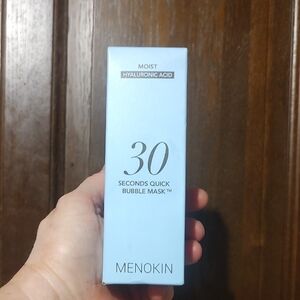 MOIST
HYALURONIC ACID
30
SECONDS QUICK
BUBBLE MASK™
MENOKIN